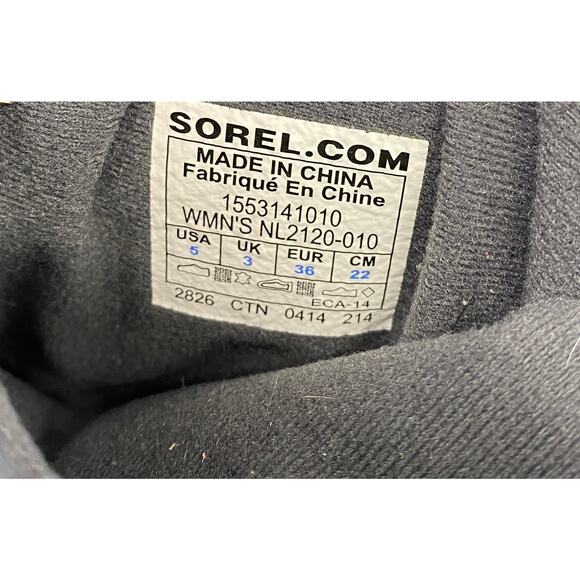 SOREL.COM
MADE IN CHINA
Fabriqué En Chine
1553141010
WMN'S NL2120-010
USA UK EUR CM
5 3 36 22
ECA-14
2826 CTN 0414 214